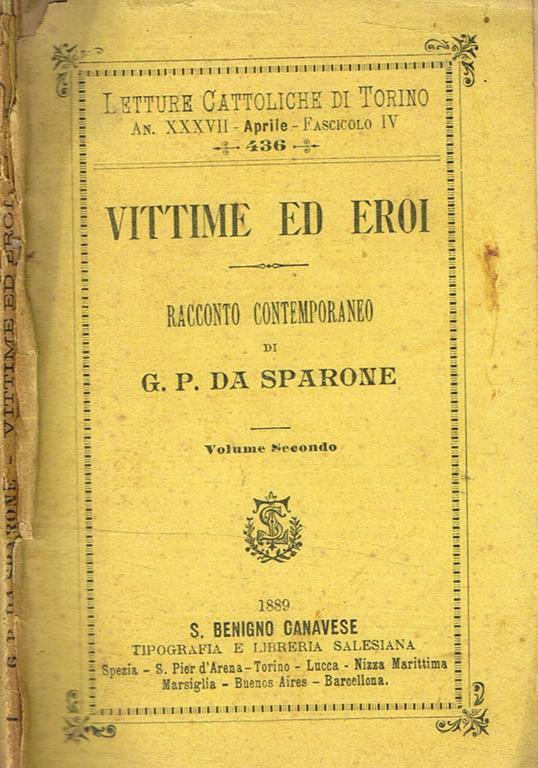 LETTURE CATTOLICHE DI TORINO
AN. XXXVII - Aprile - FASCICOLO IV
436
VITTIME ED EROI
RACCONTO CONTEMPORANEO
DI
G. P. DA SPARONE
Volume Secondo
1889
S. BENIGNO CANAVESE
TIPOGRAFIA E LIBRERIA SALESIANA
Spezia - S. Pier d'Arena - Torino - Lucca - Nizza Marittima
Marsiglia - Buenos Aires - Barcellona.
G. P. DA SPARONE - VITTIME ED EROI